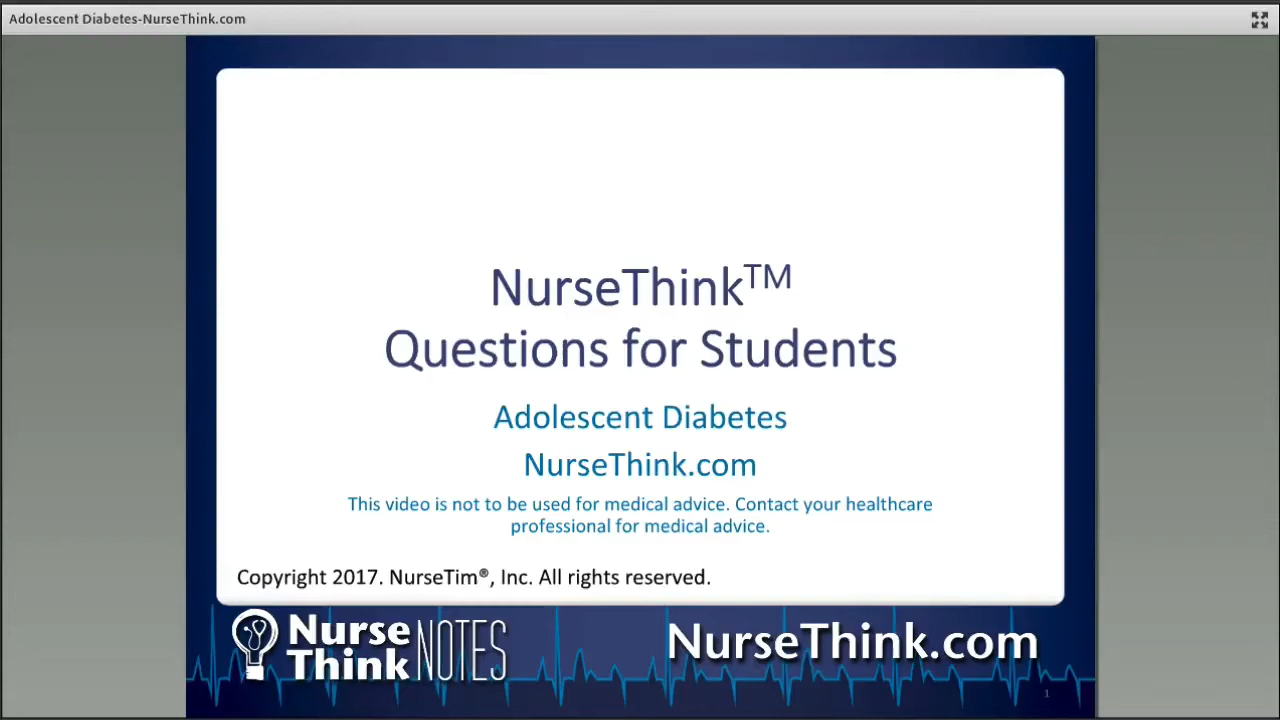 Adolescent Diabetes-NurseThink.com
NurseThink™
Questions for Students
Adolescent Diabetes
NurseThink.com
This video is not to be used for medical advice. Contact your healthcare
professional for medical advice.
Copyright 2017. NurseTim®, Inc. All rights reserved.
Nurse
Think NOTES
NurseThink.com
1